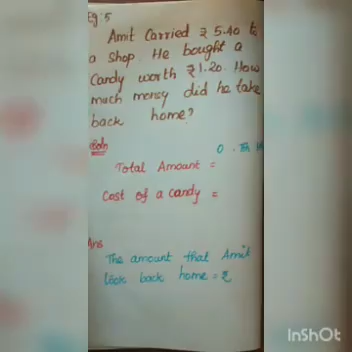 Eg:5
Amit Carried ₹ 5.40 to
a shop. He bought a
Candy worth ₹1.20. How
much money did he take
back home?
Soln
O . Th H
Total Amount =
Cost of a candy =
Ans
The amount that Amit
took back home = ₹
InShOt